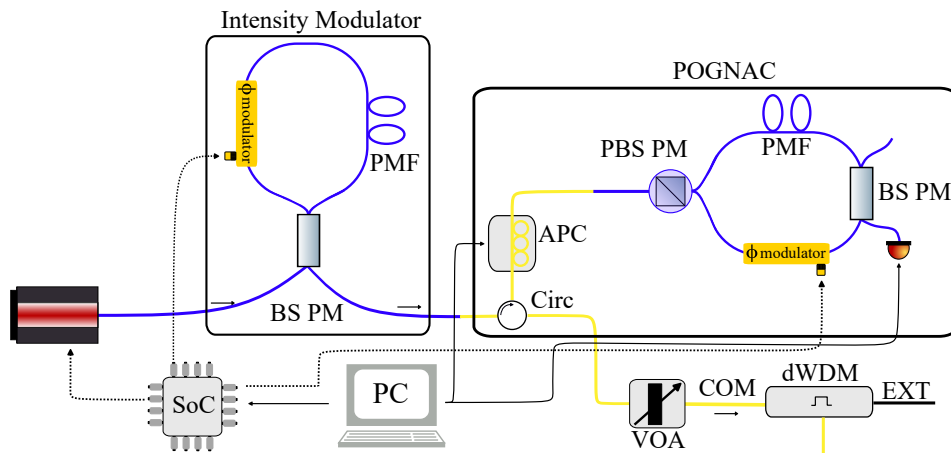 Intensity Modulator
POGNAC
ϕ modulator
PMF
PBS PM
PMF
BS PM
ϕ modulator
APC
BS PM
Circ
SoC
PC
VOA
COM
dWDM
EXT